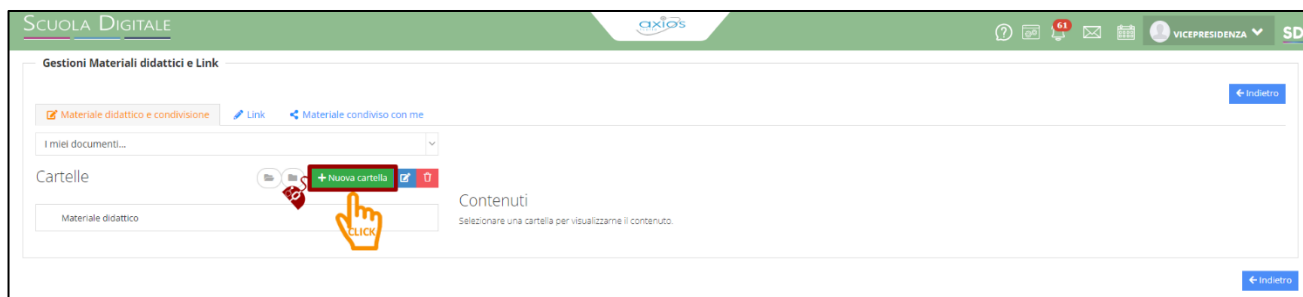 SCUOLA DIGITALE
axios
61
VICEPRESIDENZA
SD
Gestioni Materiali didattici e Link
← Indietro
Materiale didattico e condivisione
Link
Materiale condiviso con me
I miei documenti...
Cartelle
+ Nuova cartella
Contenuti
Materiale didattico
Selezionare una cartella per visualizzarne il contenuto.
CLICK
← Indietro